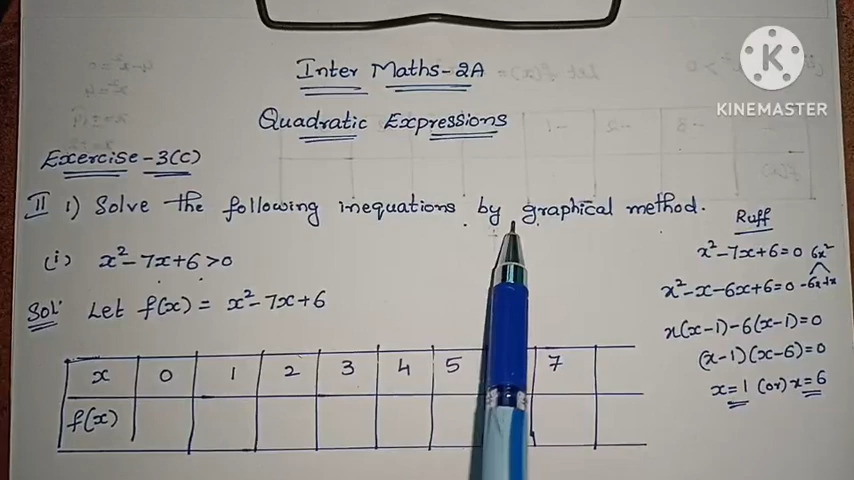 Inter Maths-2A
KINEMASTER
Quadratic Expressions
Exercise-3(c)
II 1) Solve the following inequations by graphical method.
(i) x²-7x+6>0
Sol: Let f(x) = x²-7x+6
x 0 1 2 3 4 5 7
f(x)
Ruff
x²-7x+6=0 6x²
x²-x-6x+6=0 -6x+x
x(x-1)-6(x-1)=0
(x-1)(x-6)=0
x=1 (or) x=6